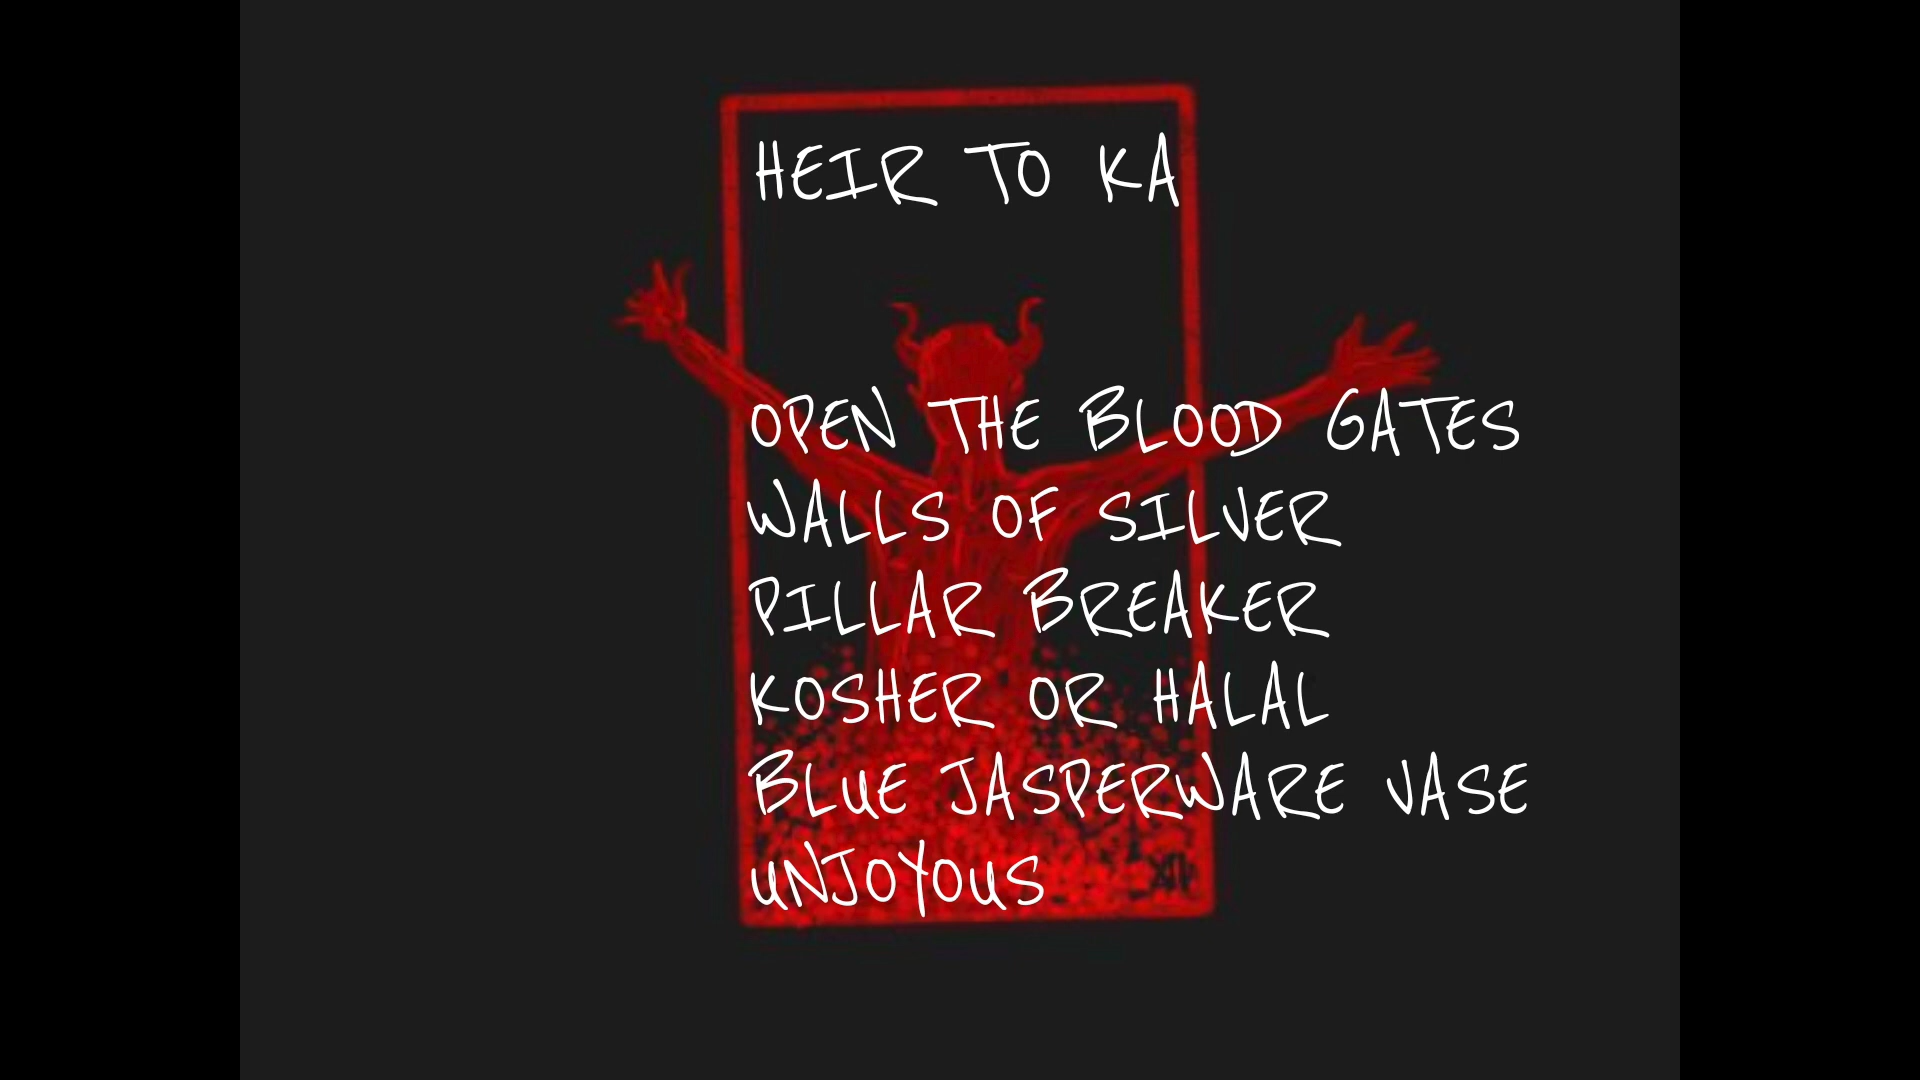 HEIR TO KA
OPEN THE BLOOD GATES
WALLS OF SILVER
PILLAR BREAKER
KOSHER OR HALAL
BLUE JASPERWARE VASE
UNJOYOUS